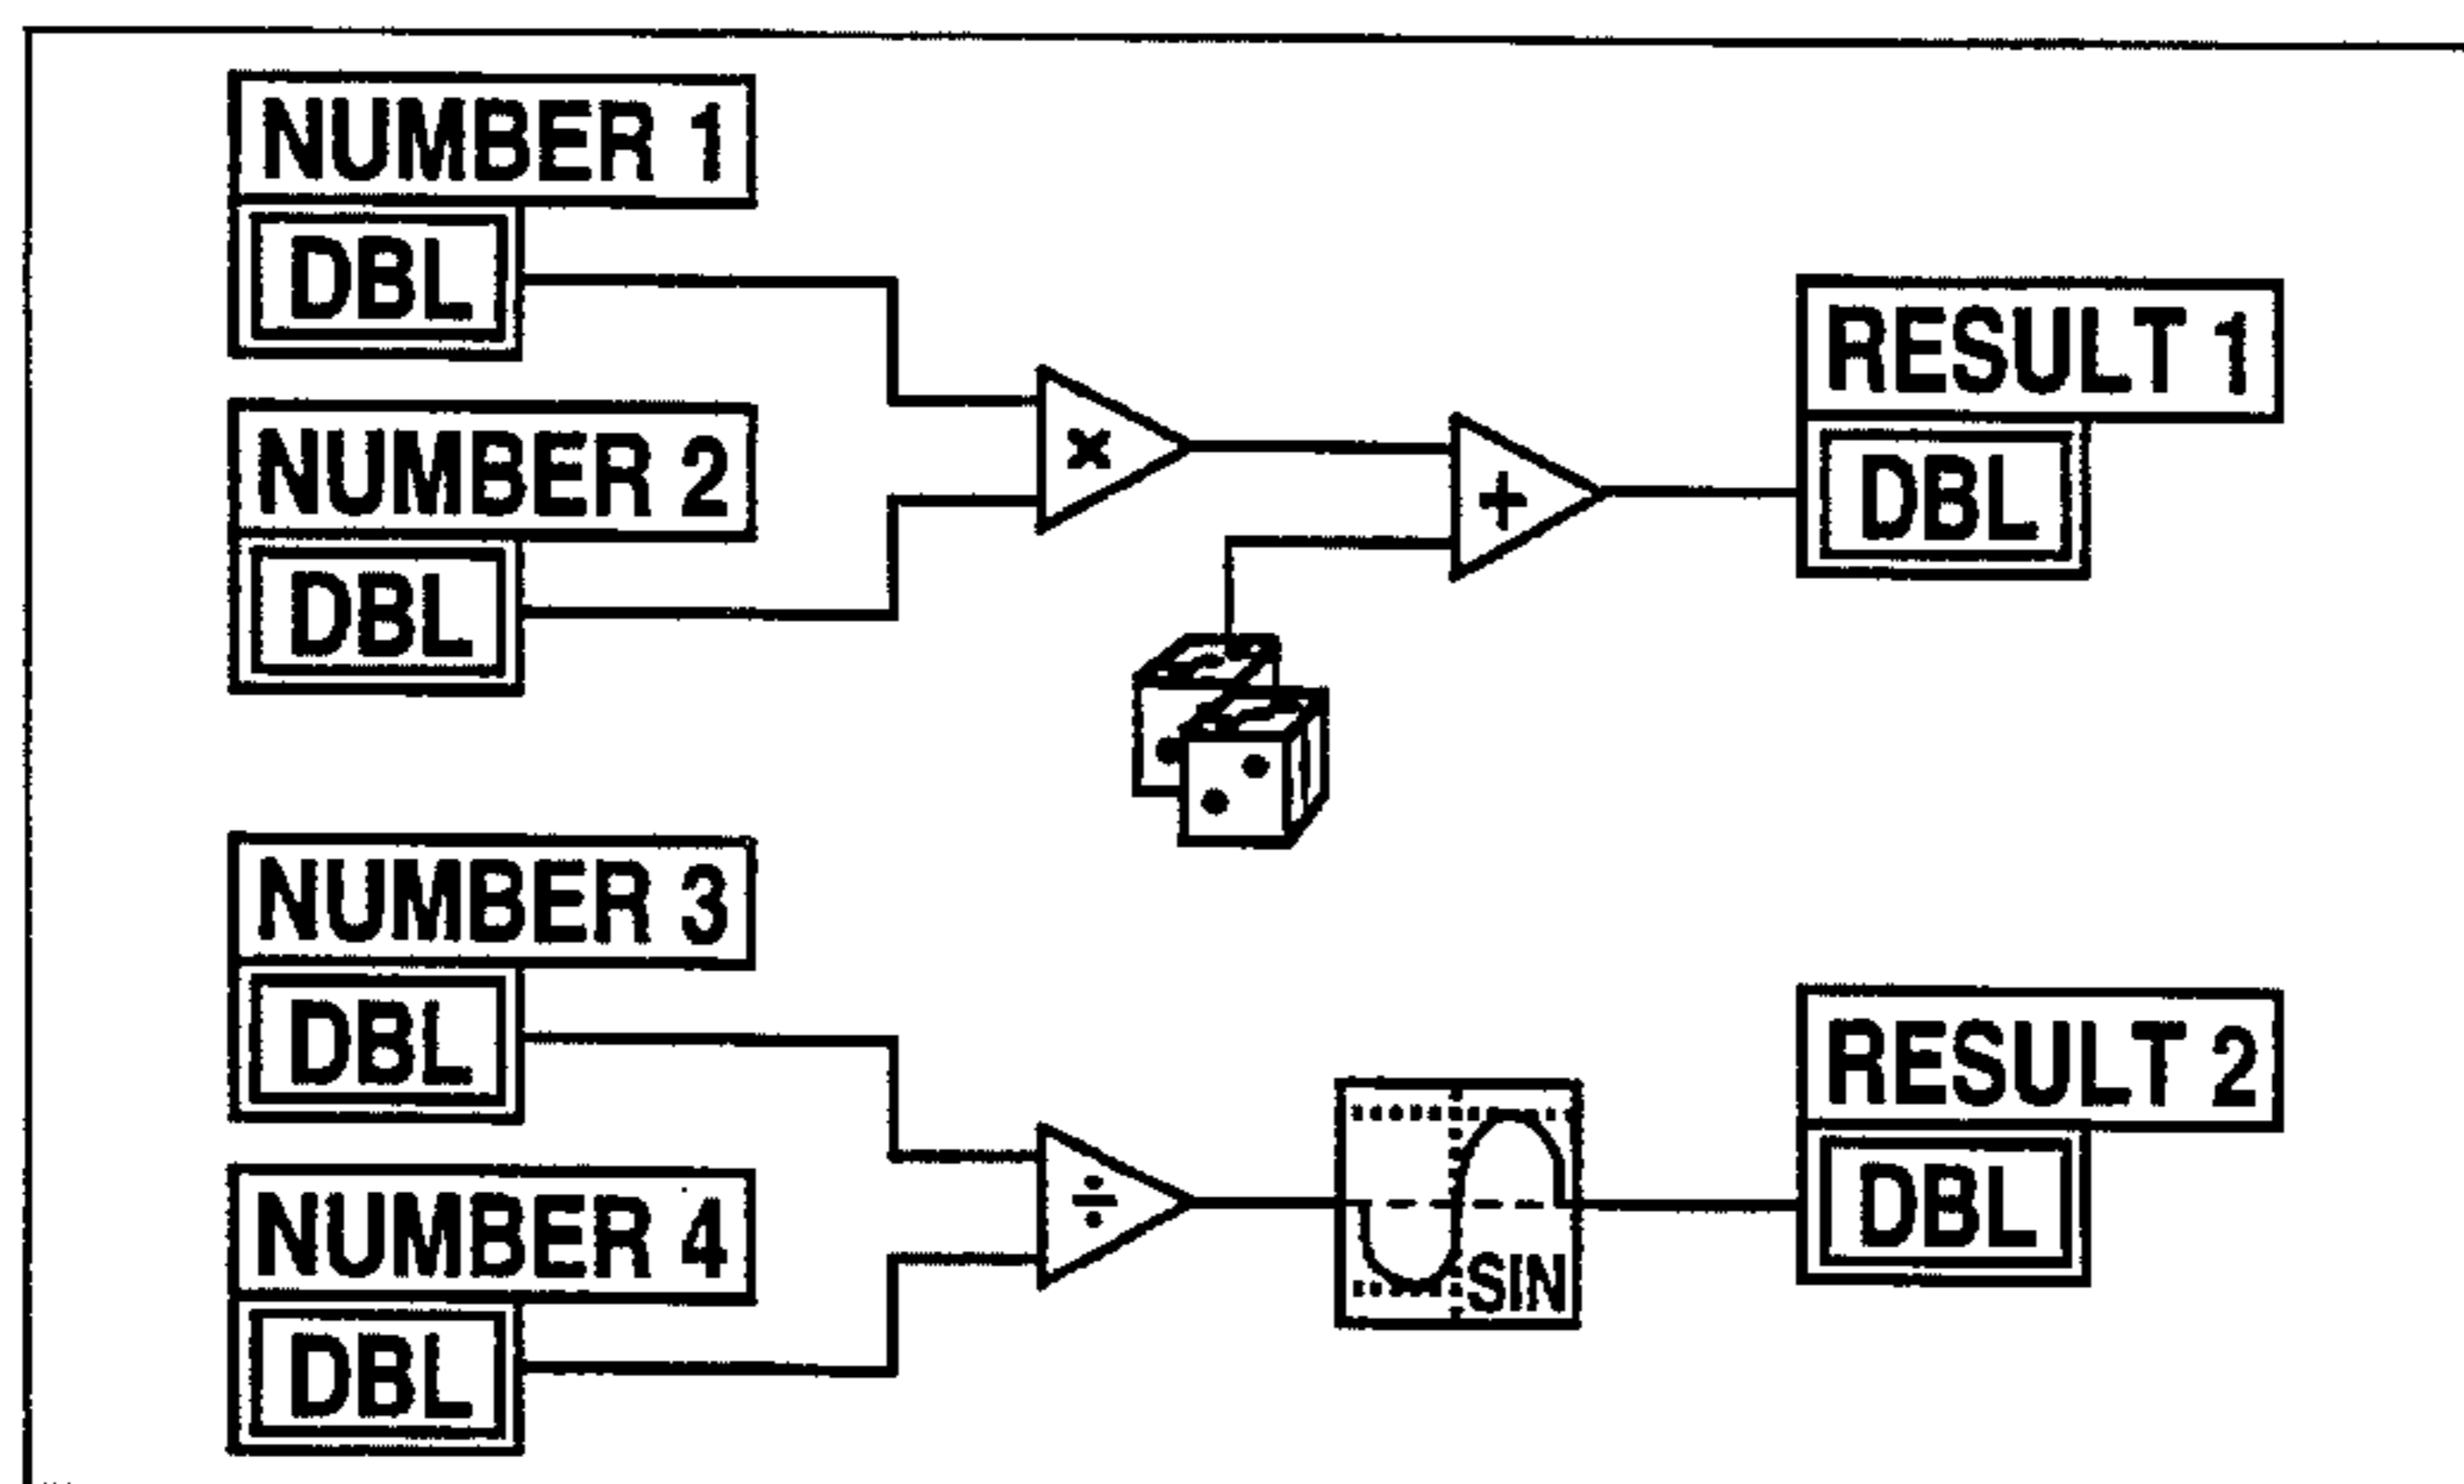 NUMBER 1
DBL
NUMBER 2
DBL
×
+
RESULT 1
DBL
NUMBER 3
DBL
NUMBER 4
DBL
÷
SIN
RESULT 2
DBL